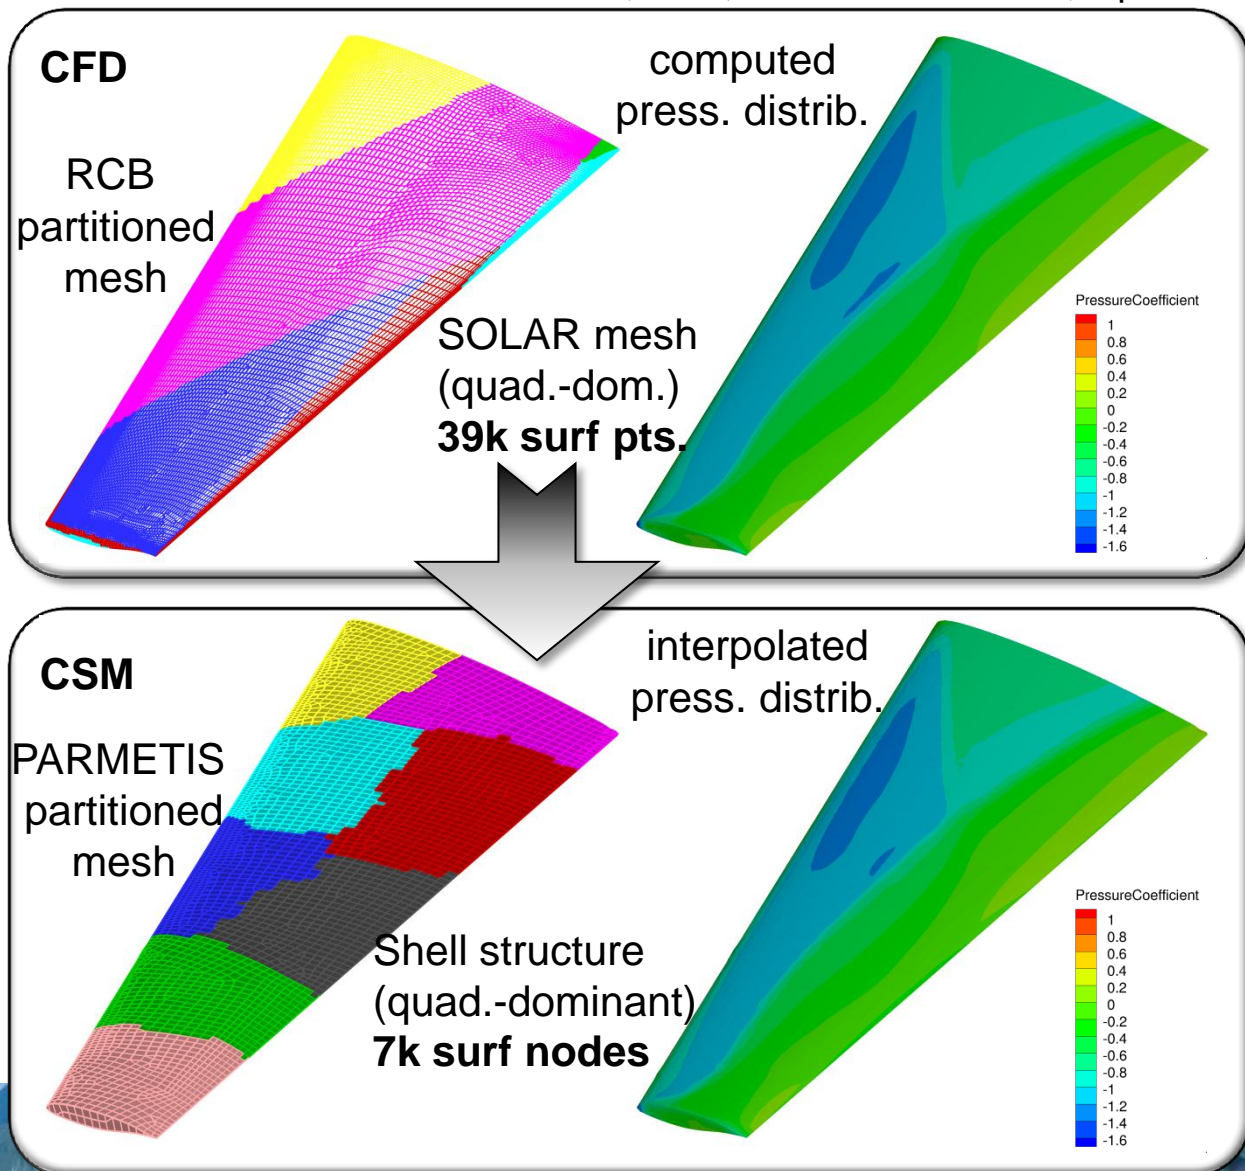 CFD
computed
press. distrib.
RCB
partitioned
mesh
SOLAR mesh
(quad.-dom.)
39k surf pts.
PressureCoefficient
1
0.8
0.6
0.4
0.2
0
-0.2
-0.4
-0.6
-0.8
-1
-1.2
-1.4
-1.6
CSM
interpolated
press. distrib.
PARMETIS
partitioned
mesh
Shell structure
(quad.-dominant)
7k surf nodes
PressureCoefficient
1
0.8
0.6
0.4
0.2
0
-0.2
-0.4
-0.6
-0.8
-1
-1.2
-1.4
-1.6